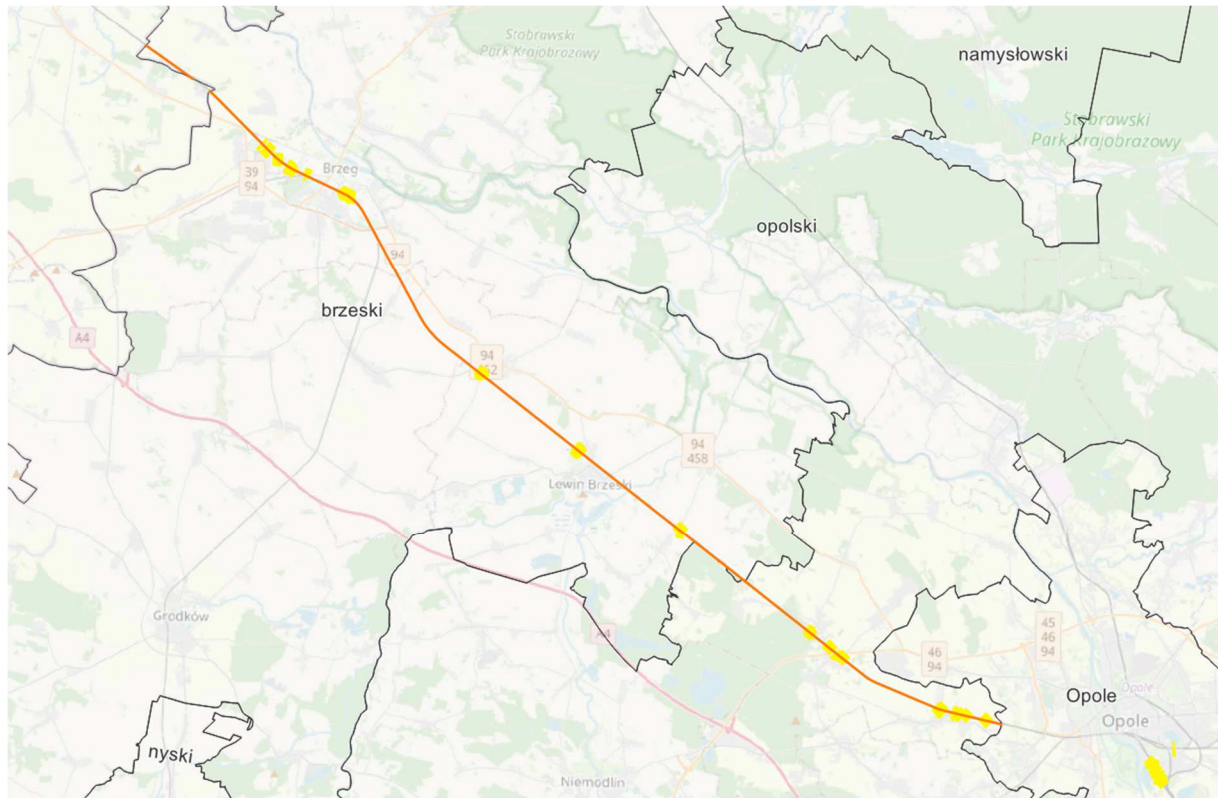 Stobrawski
Park Krajobrazowy
namysłowski
Stobrawski
Park Krajobrazowy
Brzeg
39
94
opolski
94
brzeski
A4
94
94
458
Lewin Brzeski
Grodków
A4
45
46
94
46
94
Opole
Opole
Opole
nyski
Niemodlin